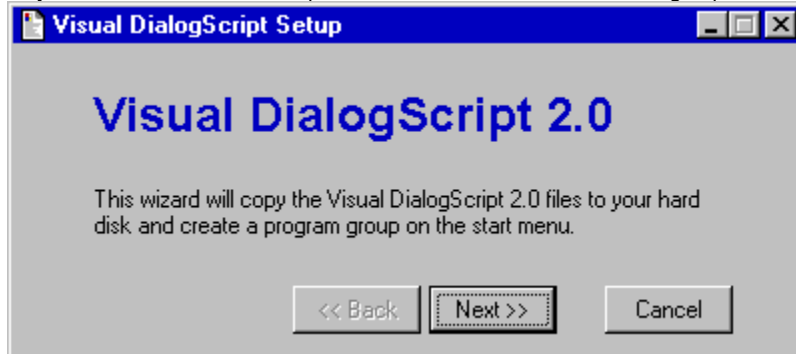 Visual DialogScript Setup
Visual DialogScript 2.0
This wizard will copy the Visual DialogScript 2.0 files to your hard
disk and create a program group on the start menu.
<< Back Next >> Cancel